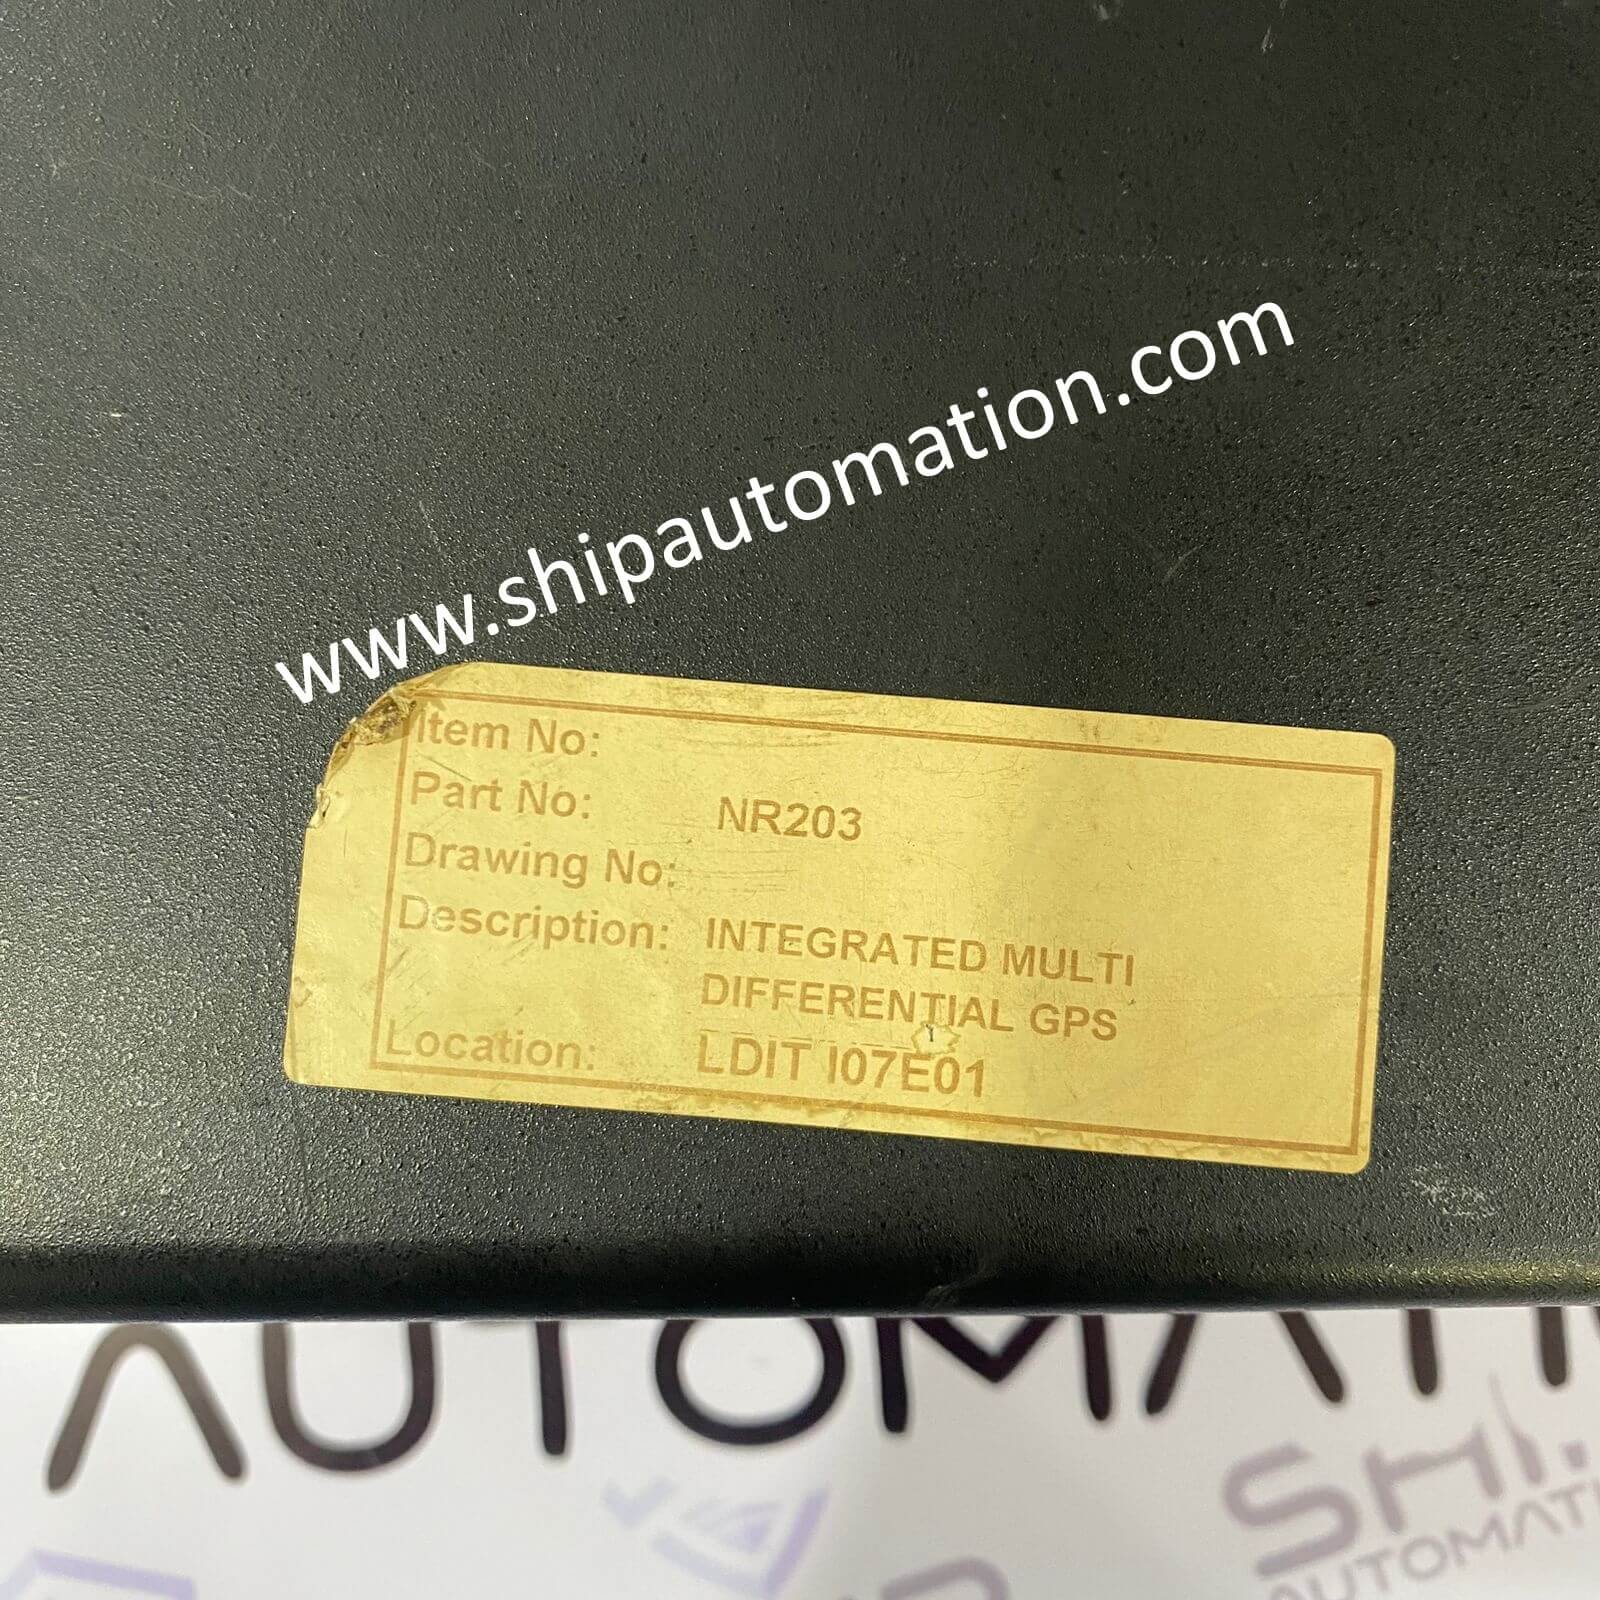 www.shipautomation.com
Item No:
Part No: NR203
Drawing No:
Description: INTEGRATED MULTI
DIFFERENTIAL GPS
Location: LDIT I07E01
AUTOMATI
SHI
AUTOMATI